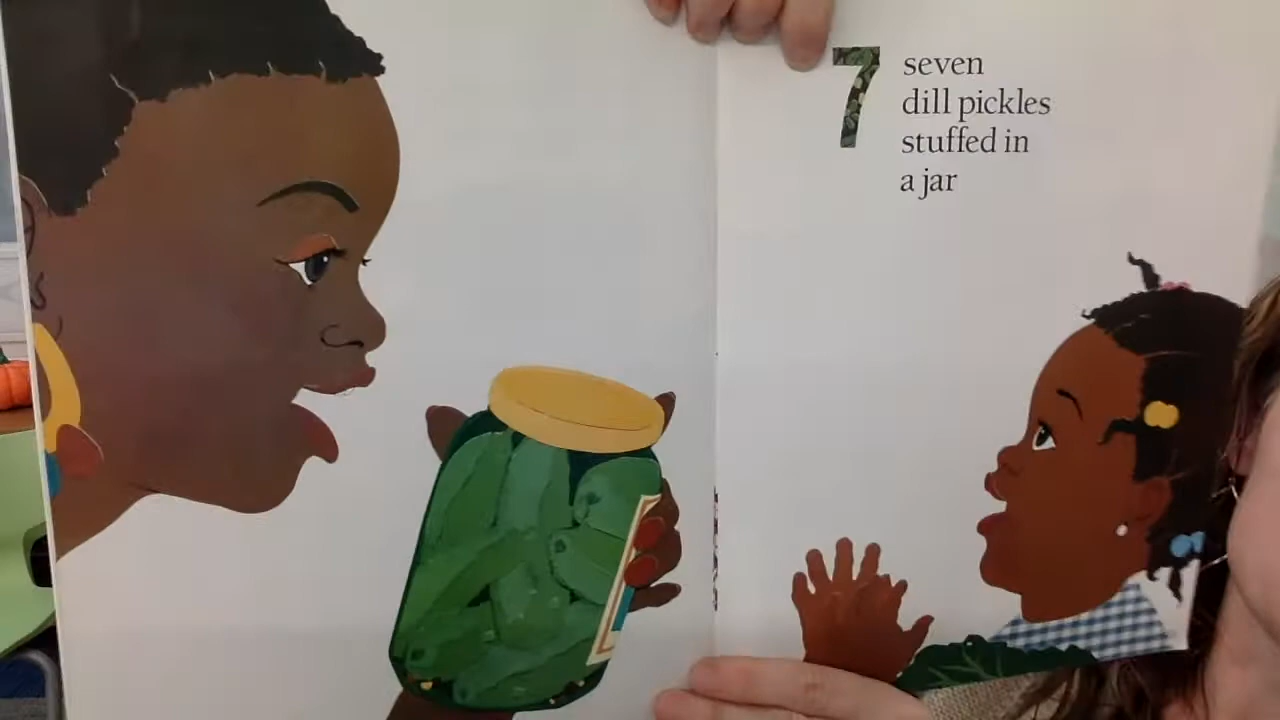 7
seven
dill pickles
stuffed in
a jar